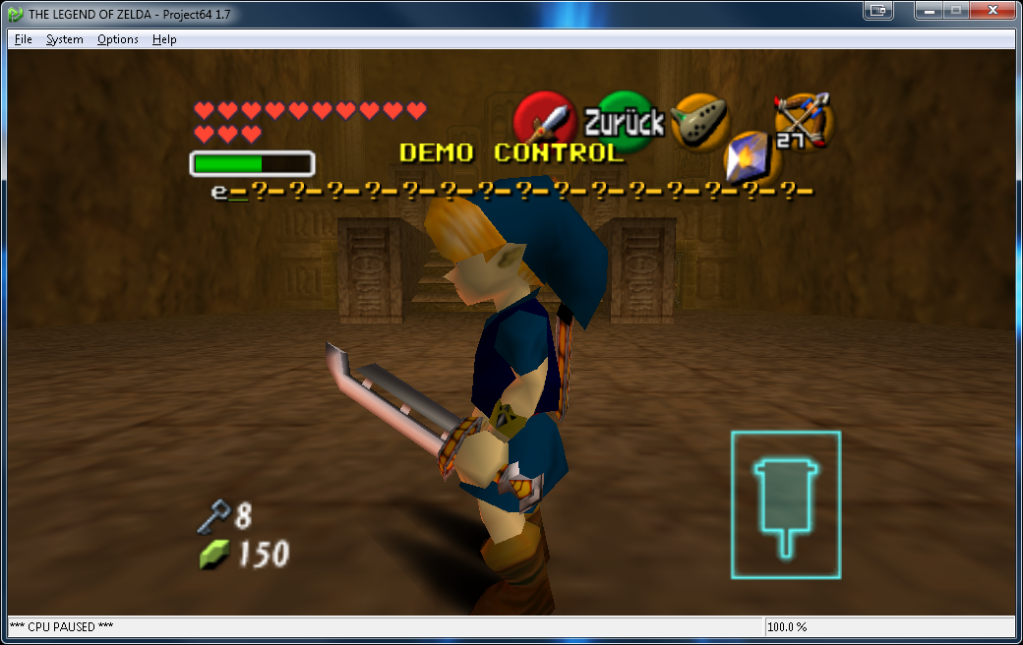 THE LEGEND OF ZELDA - Project64 1.7
File System Options Help
Zurück
27
DEMO CONTROL
e_-?-?-?-?-?-?-?-?-?-?-?-?-?-?-?-
8
150
*** CPU PAUSED *** 100.0 %